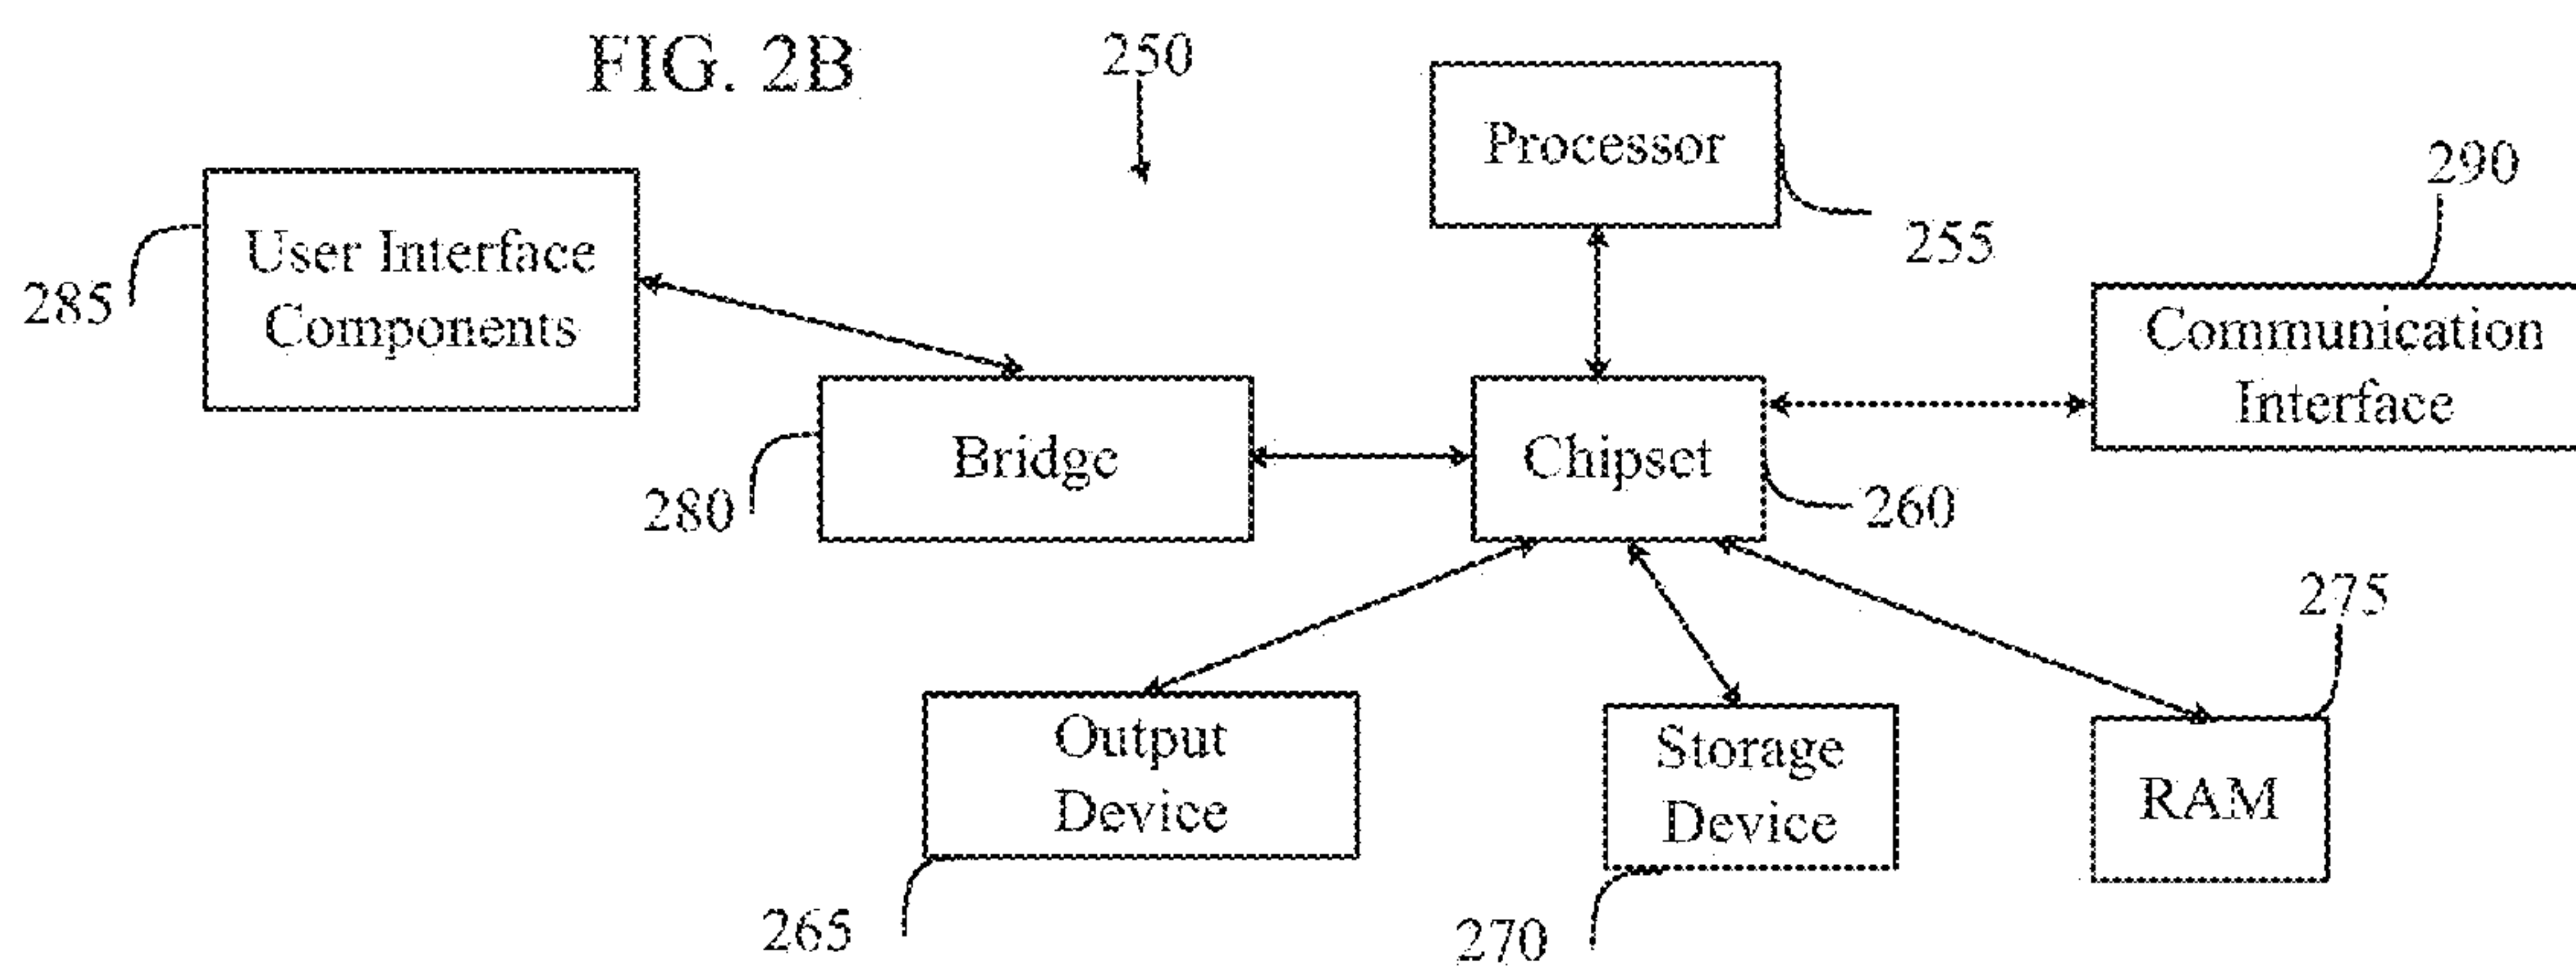 FIG. 2B
250
Processor
290
255
User Interface
Components
285
Communication
Interface
Bridge
280
Chipset
260
275
Output
Device
Storage
Device
RAM
265
270